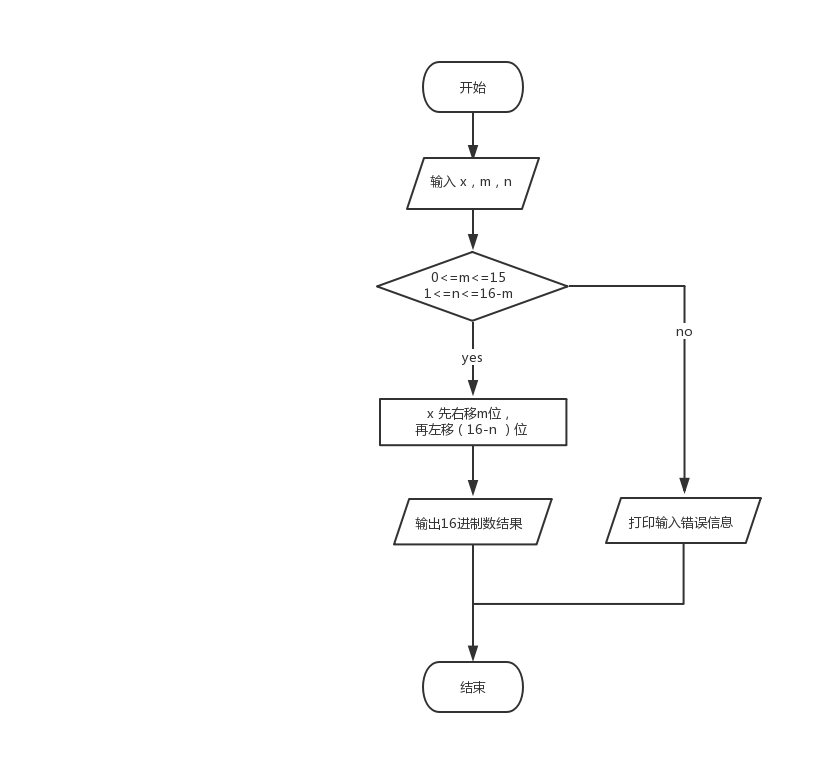 开始
输入 x，m，n
0<=m<=15
1<=n<=16-m
no
yes
x 先右移m位，
再左移（16-n ）位
输出16进制数结果
打印输入错误信息
结束